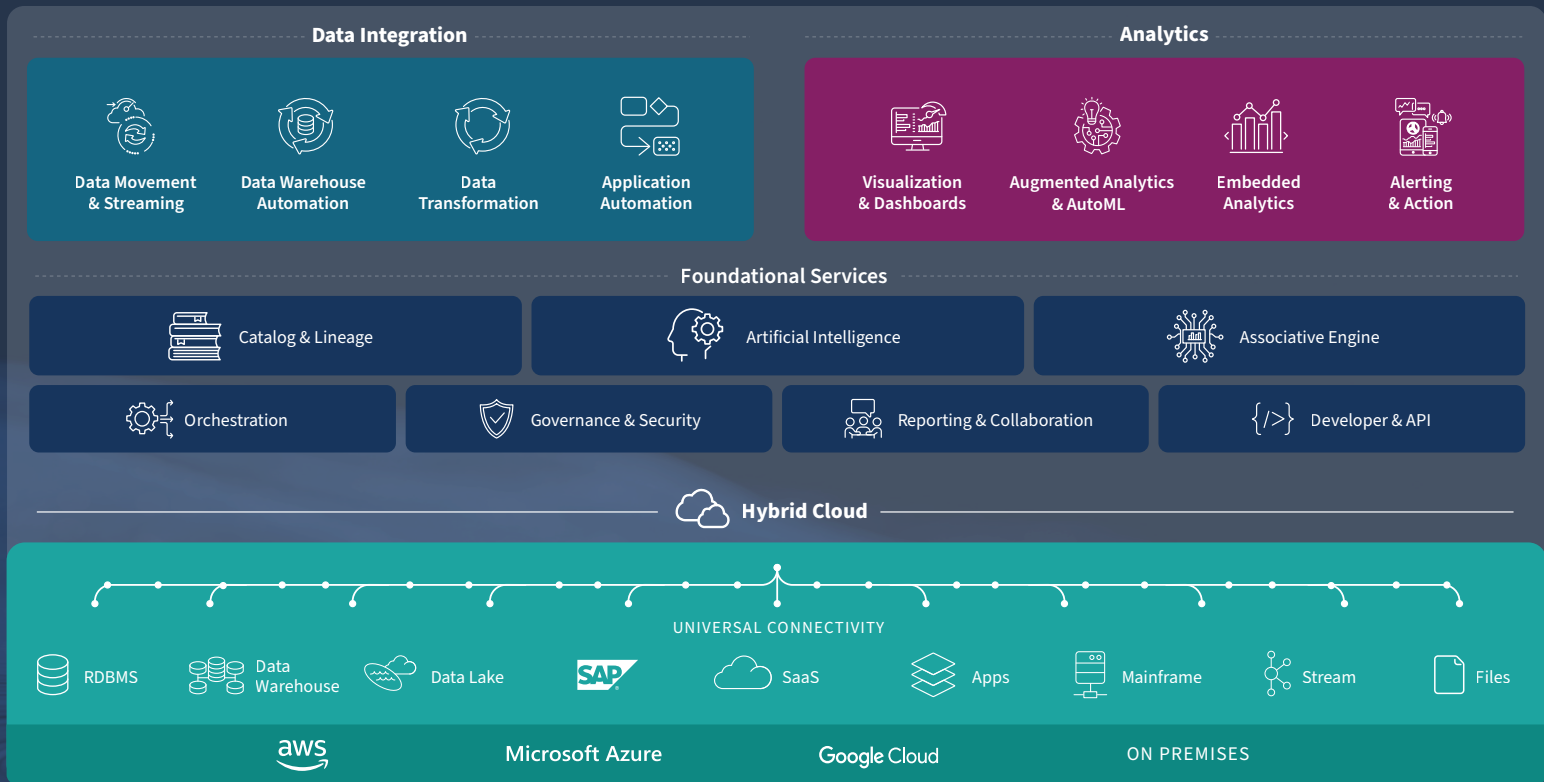 Data Integration
Analytics
Data Movement
& Streaming
Data Warehouse
Automation
Data
Transformation
Application
Automation
Visualization
& Dashboards
Augmented Analytics
& AutoML
Embedded
Analytics
Alerting
& Action
Foundational Services
Catalog & Lineage
Artificial Intelligence
Associative Engine
Orchestration
Governance & Security
Reporting & Collaboration
</> Developer & API
Hybrid Cloud
UNIVERSAL CONNECTIVITY
RDBMS
Data
Warehouse
Data Lake
SAP®
SaaS
Apps
Mainframe
Stream
Files
aws
Microsoft Azure
Google Cloud
ON PREMISES